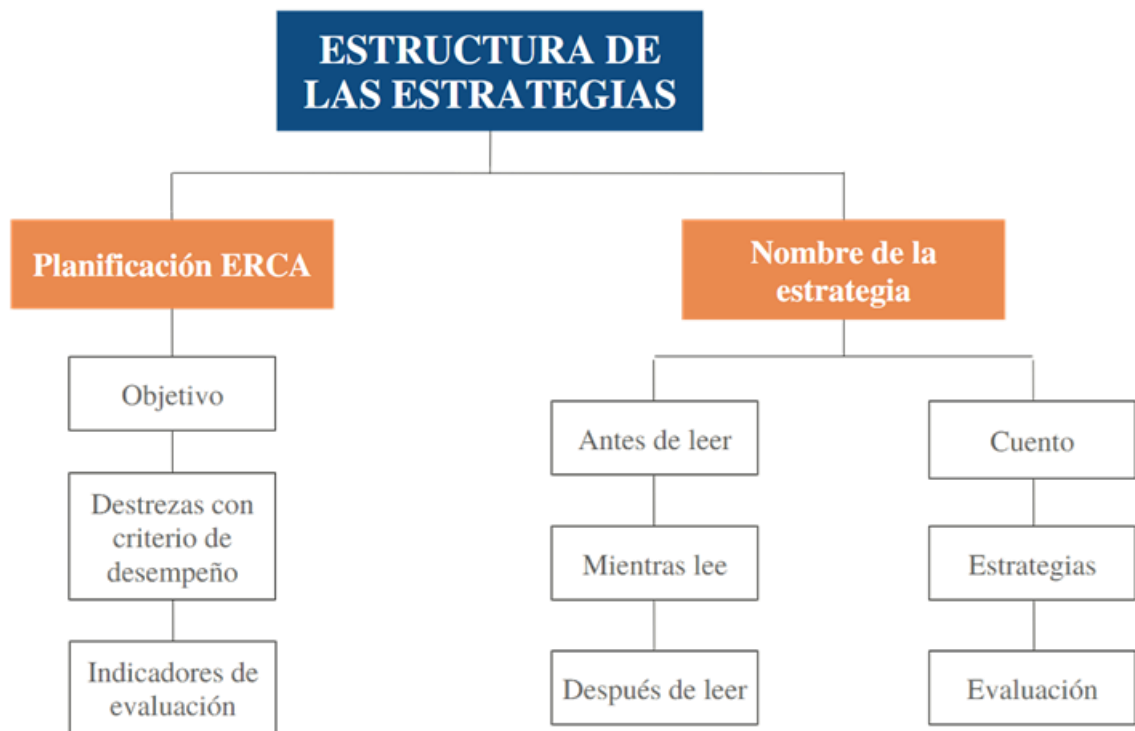 ESTRUCTURA DE
LAS ESTRATEGIAS
Planificación ERCA
Nombre de la
estrategia
Objetivo
Destrezas con
criterio de
desempeño
Indicadores de
evaluación
Antes de leer
Mientras lee
Después de leer
Cuento
Estrategias
Evaluación